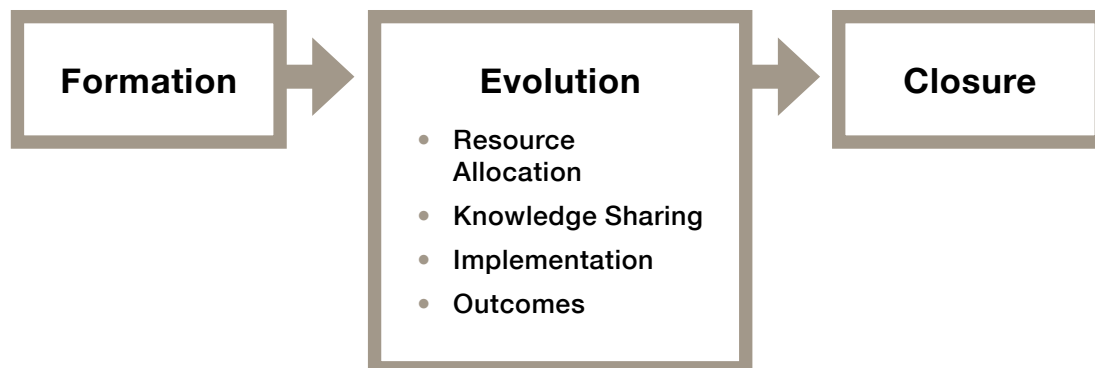 Formation
Evolution
• Resource
Allocation
• Knowledge Sharing
• Implementation
• Outcomes
Closure